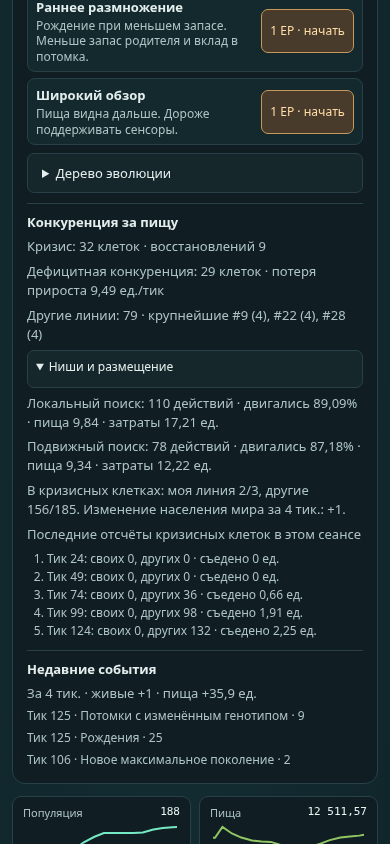 Раннее размножение
Рождение при меньшем запасе.
Меньше запас родителя и вклад в
потомка.
1 EP · начать
Широкий обзор
Пища видна дальше. Дороже
поддерживать сенсоры.
1 EP · начать
▶ Дерево эволюции
Конкуренция за пищу
Кризис: 32 клеток · восстановлений 9
Дефицитная конкуренция: 29 клеток · потеря
прироста 9,49 ед./тик
Другие линии: 79 · крупнейшие #9 (4), #22 (4), #28
(4)
▼ Ниши и размещение
Локальный поиск: 110 действий · двигались 89,09%
· пища 9,84 · затраты 17,21 ед.
Подвижный поиск: 78 действий · двигались 87,18% ·
пища 9,34 · затраты 12,22 ед.
В кризисных клетках: моя линия 2/3, другие
156/185. Изменение населения мира за 4 тик.: +1.
Последние отсчёты кризисных клеток в этом сеансе
1. Тик 24: своих 0, других 0 · съедено 0 ед.
2. Тик 49: своих 0, других 0 · съедено 0 ед.
3. Тик 74: своих 0, других 36 · съедено 0,66 ед.
4. Тик 99: своих 0, других 98 · съедено 1,91 ед.
5. Тик 124: своих 0, других 132 · съедено 2,25 ед.
Недавние события
За 4 тик. · живые +1 · пища +35,9 ед.
Тик 125 · Потомки с изменённым генотипом · 9
Тик 125 · Рождения · 25
Тик 106 · Новое максимальное поколение · 2
Популяция 188
Пища 12 511,57